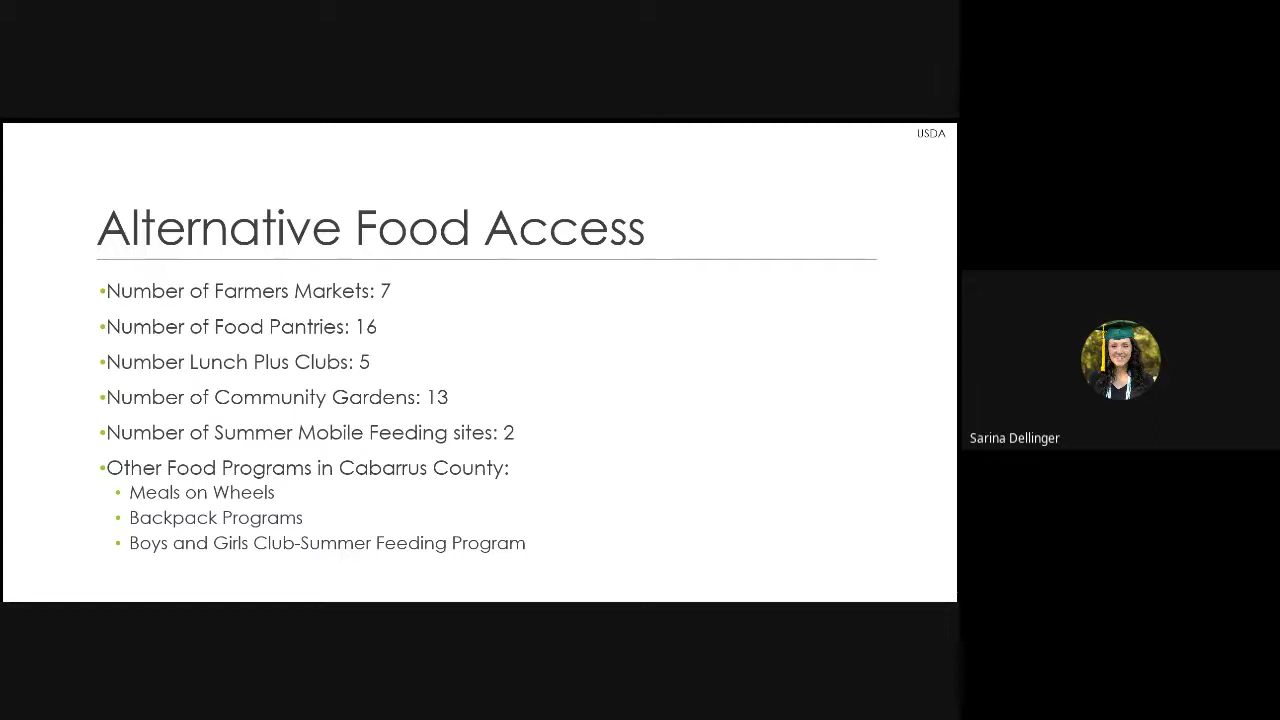 USDA
Alternative Food Access
•Number of Farmers Markets: 7
•Number of Food Pantries: 16
•Number Lunch Plus Clubs: 5
•Number of Community Gardens: 13
•Number of Summer Mobile Feeding sites: 2
•Other Food Programs in Cabarrus County:
• Meals on Wheels
• Backpack Programs
• Boys and Girls Club-Summer Feeding Program
Sarina Dellinger